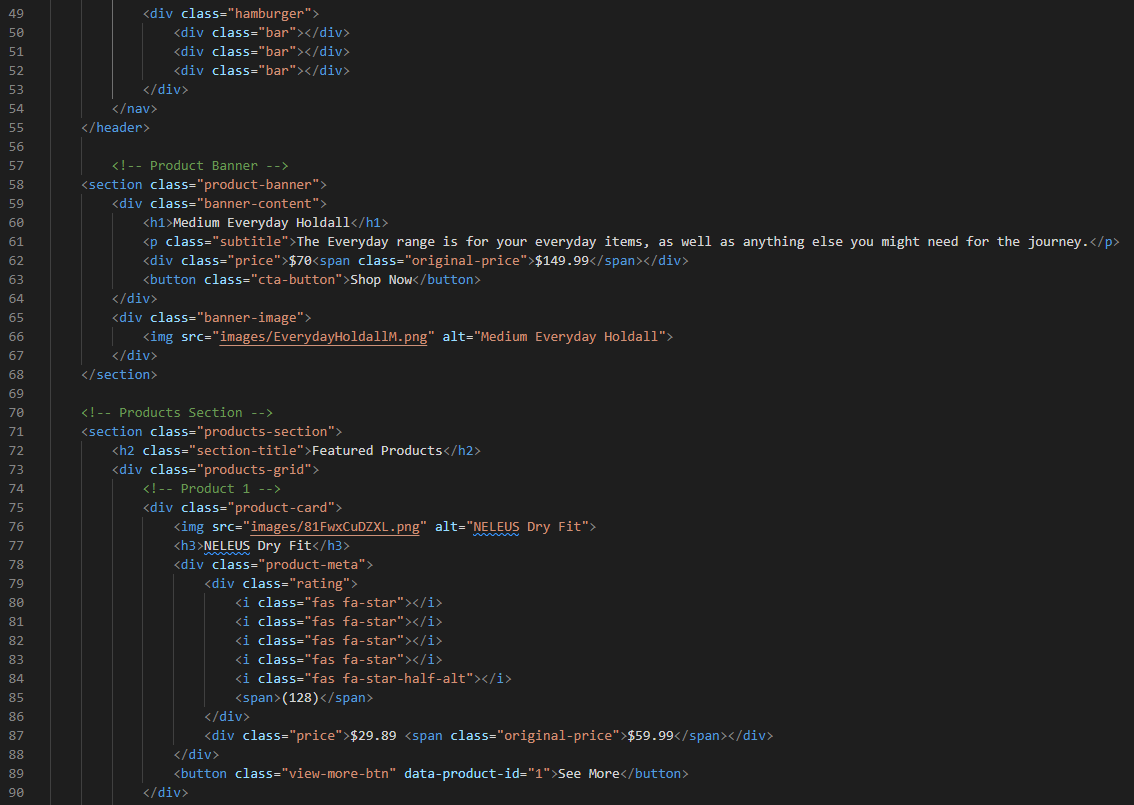 49 <div class="hamburger">
50 <div class="bar"></div>
51 <div class="bar"></div>
52 <div class="bar"></div>
53 </div>
54 </nav>
55 </header>
56
57 <!-- Product Banner -->
58 <section class="product-banner">
59 <div class="banner-content">
60 <h1>Medium Everyday Holdall</h1>
61 <p class="subtitle">The Everyday range is for your everyday items, as well as anything else you might need for the journey.</p>
62 <div class="price">$70<span class="original-price">$149.99</span></div>
63 <button class="cta-button">Shop Now</button>
64 </div>
65 <div class="banner-image">
66 <img src="images/EverydayHoldallM.png" alt="Medium Everyday Holdall">
67 </div>
68 </section>
69
70 <!-- Products Section -->
71 <section class="products-section">
72 <h2 class="section-title">Featured Products</h2>
73 <div class="products-grid">
74 <!-- Product 1 -->
75 <div class="product-card">
76 <img src="images/81FwxCuDZXL.png" alt="NELEUS Dry Fit">
77 <h3>NELEUS Dry Fit</h3>
78 <div class="product-meta">
79 <div class="rating">
80 <i class="fas fa-star"></i>
81 <i class="fas fa-star"></i>
82 <i class="fas fa-star"></i>
83 <i class="fas fa-star"></i>
84 <i class="fas fa-star-half-alt"></i>
85 <span>(128)</span>
86 </div>
87 <div class="price">$29.89 <span class="original-price">$59.99</span></div>
88 </div>
89 <button class="view-more-btn" data-product-id="1">See More</button>
90 </div>